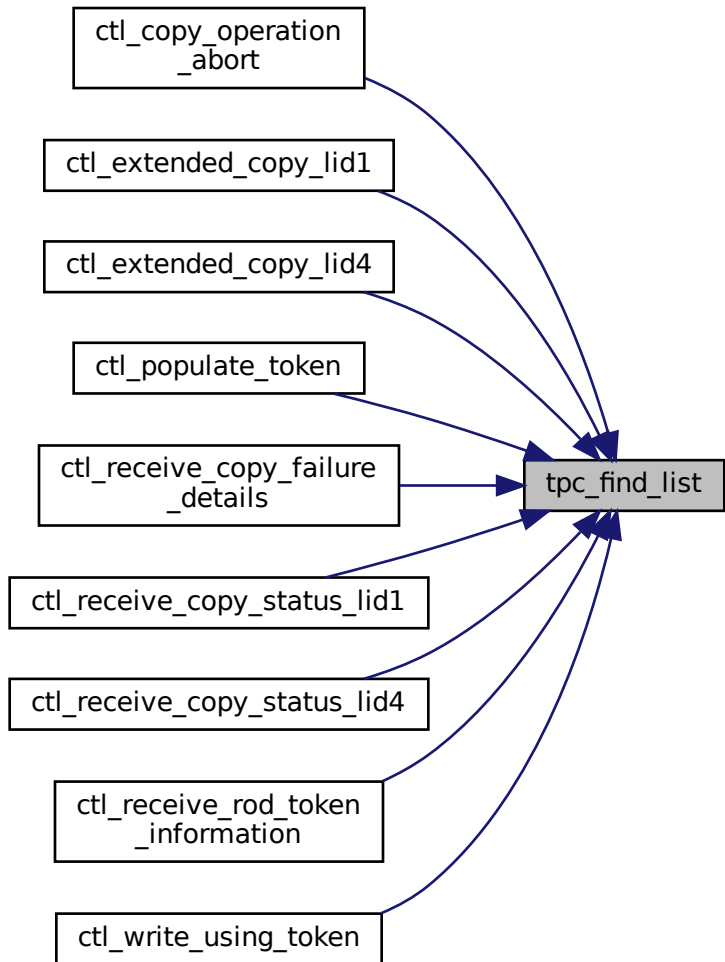 ctl_copy_operation
_abort
ctl_extended_copy_lid1
ctl_extended_copy_lid4
ctl_populate_token
ctl_receive_copy_failure
_details
tpc_find_list
ctl_receive_copy_status_lid1
ctl_receive_copy_status_lid4
ctl_receive_rod_token
_information
ctl_write_using_token